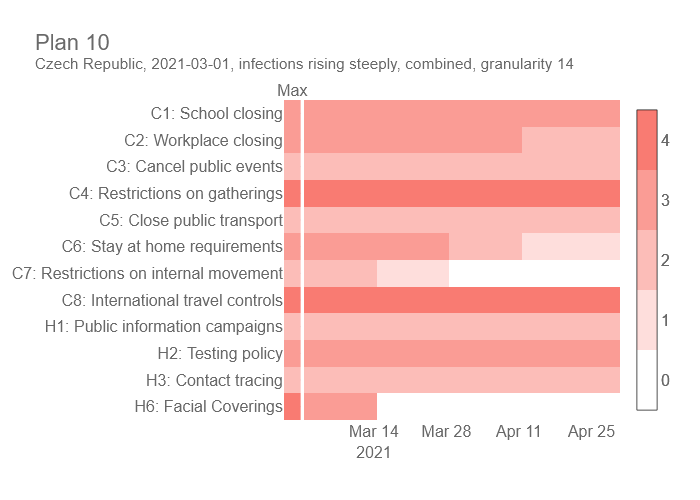 Plan 10
Czech Republic, 2021-03-01, infections rising steeply, combined, granularity 14
Max
C1: School closing
C2: Workplace closing
C3: Cancel public events
C4: Restrictions on gatherings
C5: Close public transport
C6: Stay at home requirements
C7: Restrictions on internal movement
C8: International travel controls
H1: Public information campaigns
H2: Testing policy
H3: Contact tracing
H6: Facial Coverings
4
3
2
1
0
Mar 14 Mar 28 Apr 11 Apr 25
2021